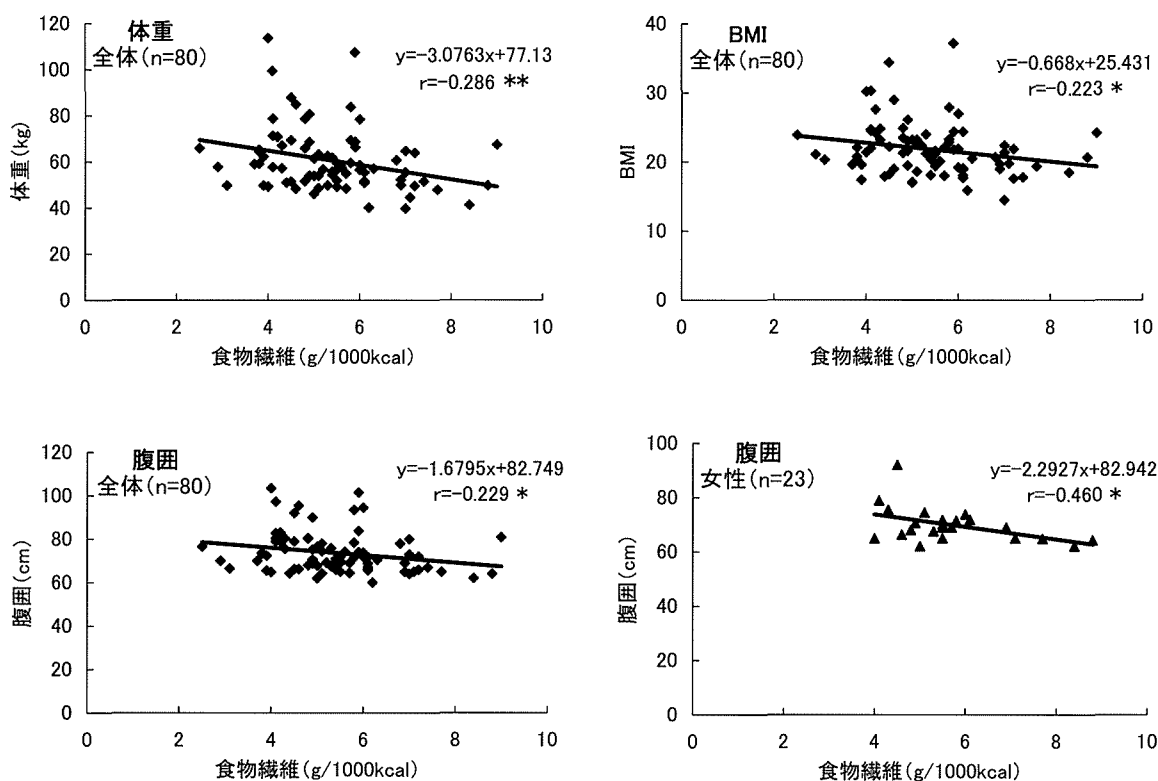 体重
全体(n=80)
y=-3.0763x+77.13
r=-0.286 **
120
100
80
60
40
20
0
体重(kg)
0 2 4 6 8 10
食物繊維(g/1000kcal)
BMI
全体(n=80)
y=-0.668x+25.431
r=-0.223 *
40
30
20
10
0
BMI
0 2 4 6 8 10
食物繊維(g/1000kcal)
腹囲
全体(n=80)
y=-1.6795x+82.749
r=-0.229 *
120
100
80
60
40
20
0
腹囲(cm)
0 2 4 6 8 10
食物繊維(g/1000kcal)
腹囲
女性(n=23)
y=-2.2927x+82.942
r=-0.460 *
100
80
60
40
20
0
腹囲(cm)
0 2 4 6 8 10
食物繊維(g/1000kcal)